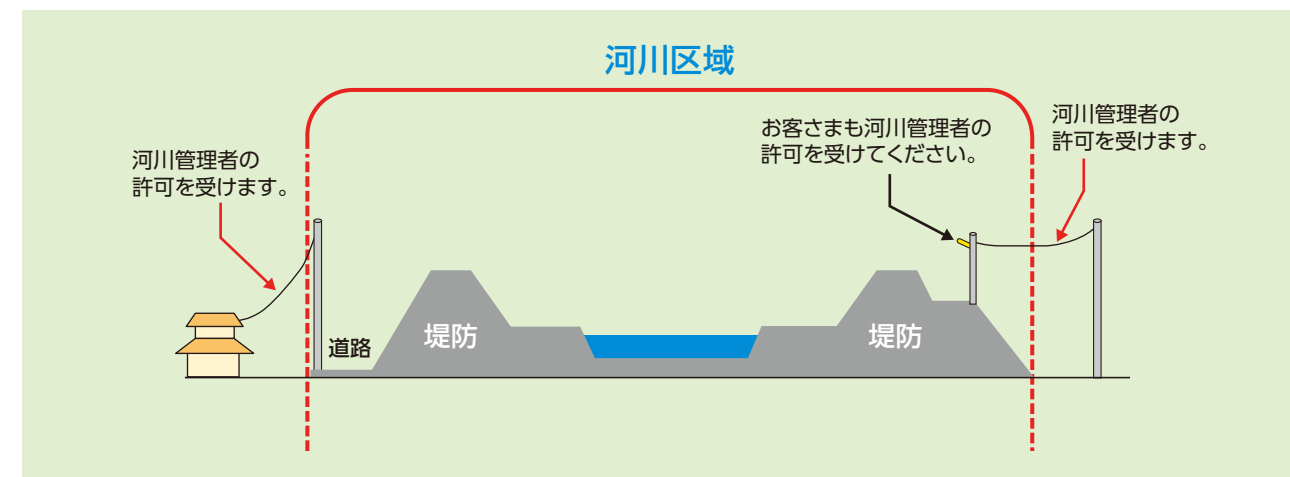 河川区域
河川管理者の
許可を受けます。
お客さまも河川管理者の
許可を受けてください。
河川管理者の
許可を受けます。
道路
堤防
堤防